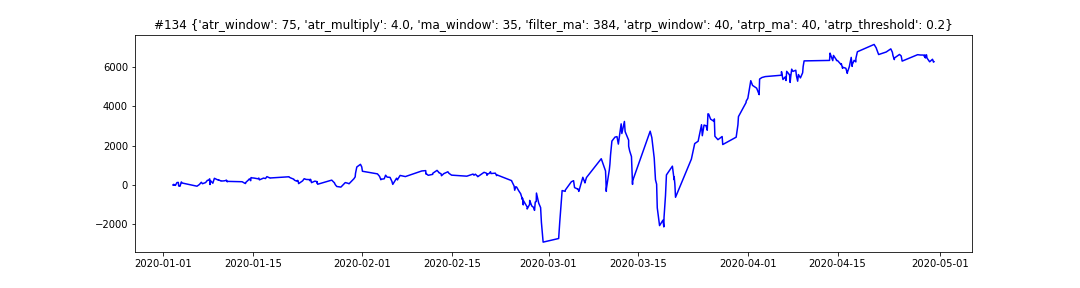 #134 {'atr_window': 75, 'atr_multiply': 4.0, 'ma_window': 35, 'filter_ma': 384, 'atrp_window': 40, 'atrp_ma': 40, 'atrp_threshold': 0.2}
6000
4000
2000
0
−2000
2020-01-01 2020-01-15 2020-02-01 2020-02-15 2020-03-01 2020-03-15 2020-04-01 2020-04-15 2020-05-01